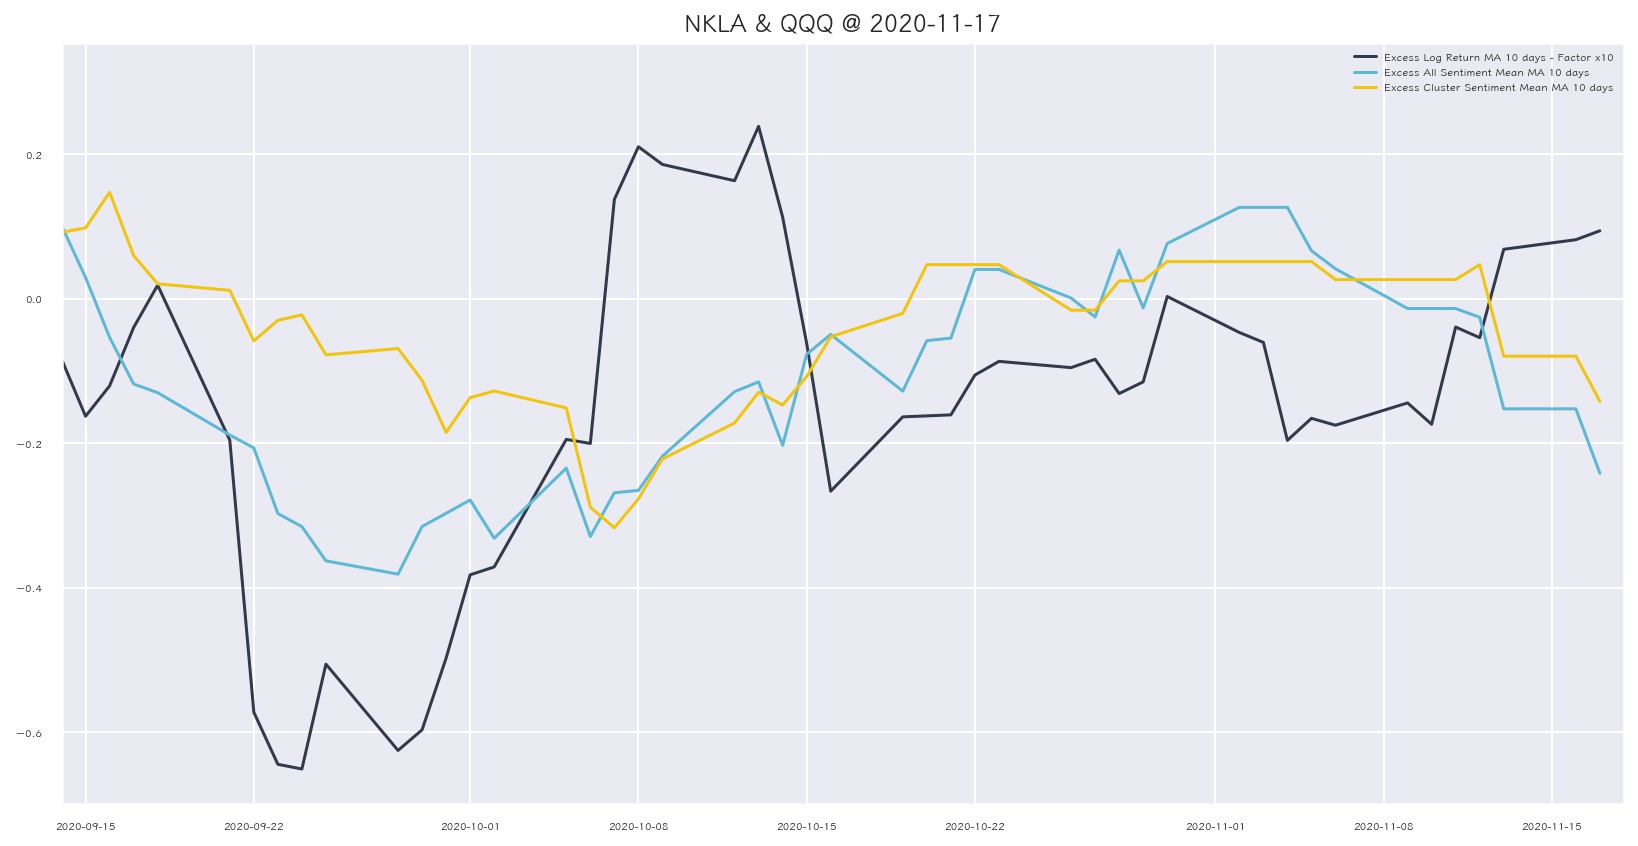 NKLA & QQQ @ 2020-11-17
Excess Log Return MA 10 days - Factor x10
Excess All Sentiment Mean MA 10 days
Excess Cluster Sentiment Mean MA 10 days
0.2
0.0
−0.2
−0.4
−0.6
2020-09-15 2020-09-22 2020-10-01 2020-10-08 2020-10-15 2020-10-22 2020-11-01 2020-11-08 2020-11-15